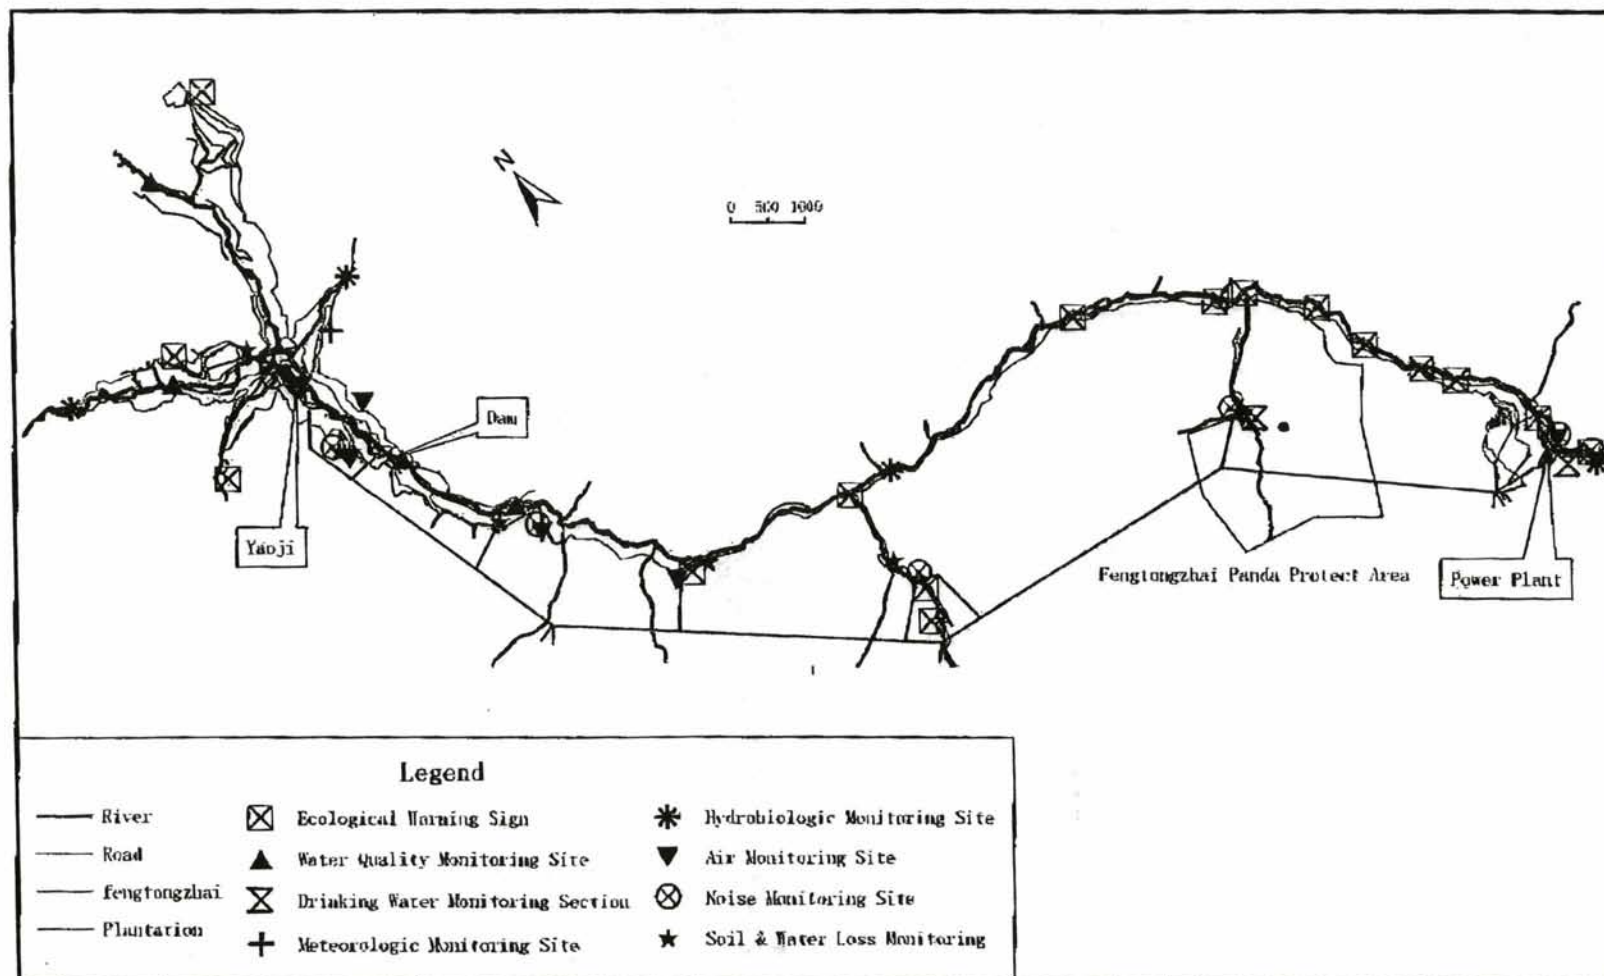 N
0 500 1000
Dam
Yaoji
Fengtongzhai Panda Protect Area
Power Plant
Legend
River
Road
fengtongzhai
Plantation
Ecological Warning Sign
Water Quality Monitoring Site
Drinking Water Monitoring Section
Meteorologic Monitoring Site
Hydrobiologic Monitoring Site
Air Monitoring Site
Noise Monitoring Site
Soil & Water Loss Monitoring